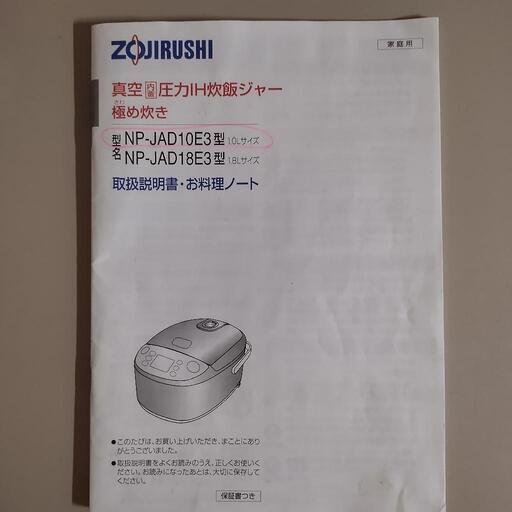 ZOJIRUSHI
家庭用
真空内釜圧力IH炊飯ジャー
きわ
極め炊き
型名 NP-JAD10E3型 1.0Lサイズ
NP-JAD18E3型 1.8Lサイズ
取扱説明書・お料理ノート
●このたびは、お買い上げいただき、まことにあり
がとうございました。
●取扱説明書をよくお読みのうえ、正しくお使いく
ださい。お読みになったあとは、大切に保存して
ください。
保証書つき